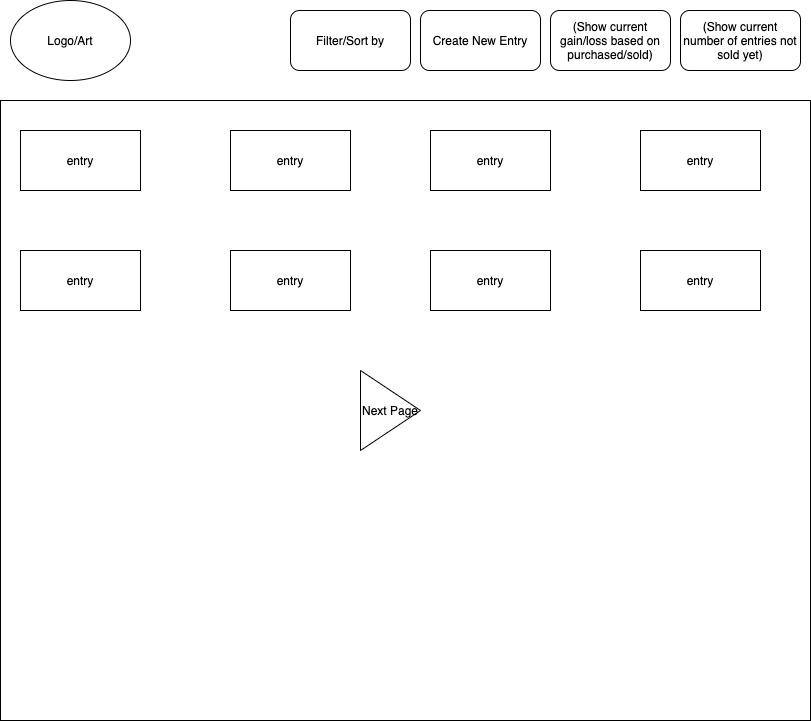 Logo/Art
Filter/Sort by
Create New Entry
(Show current
gain/loss based on
purchased/sold)
(Show current
number of entries not
sold yet)
entry
entry
entry
entry
entry
entry
entry
entry
Next Page